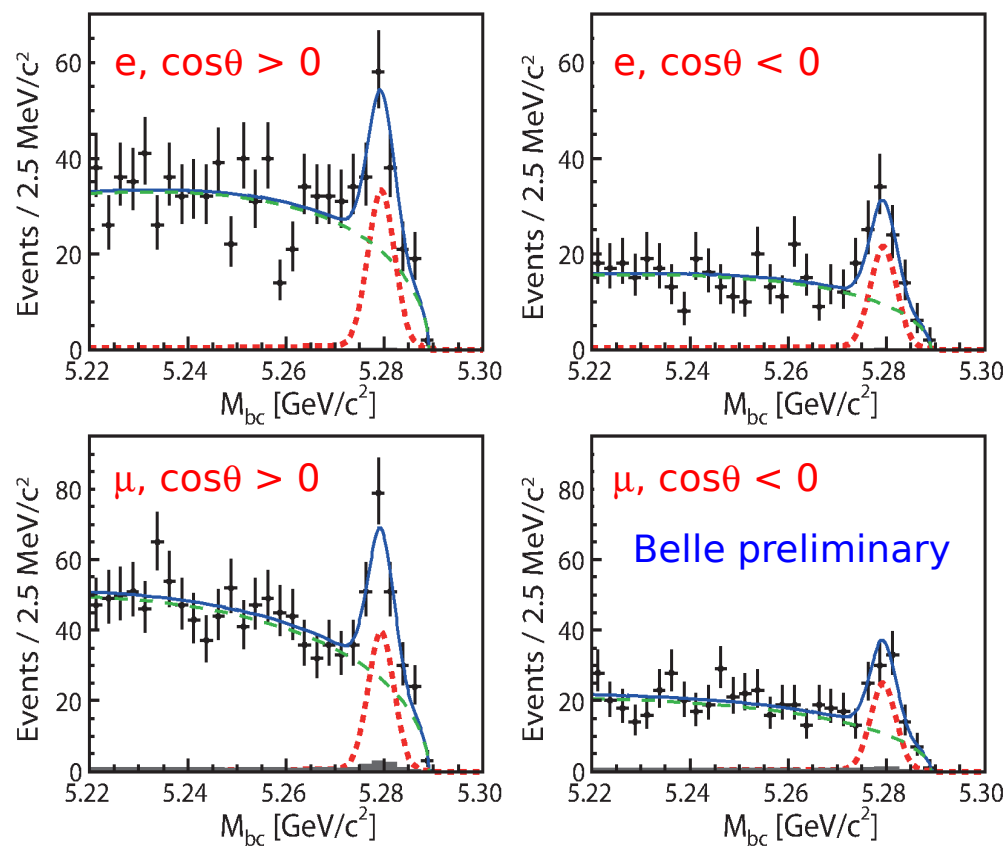 Events / 2.5 MeV/c²
60
40
20
0
e, cosθ > 0
5.22 5.24 5.26 5.28 5.30
M_bc [GeV/c²]
Events / 2.5 MeV/c²
60
40
20
0
e, cosθ < 0
5.22 5.24 5.26 5.28 5.30
M_bc [GeV/c²]
Events / 2.5 MeV/c²
80
60
40
20
0
μ, cosθ > 0
5.22 5.24 5.26 5.28 5.30
M_bc [GeV/c²]
Events / 2.5 MeV/c²
80
60
40
20
0
μ, cosθ < 0
Belle preliminary
5.22 5.24 5.26 5.28 5.30
M_bc [GeV/c²]